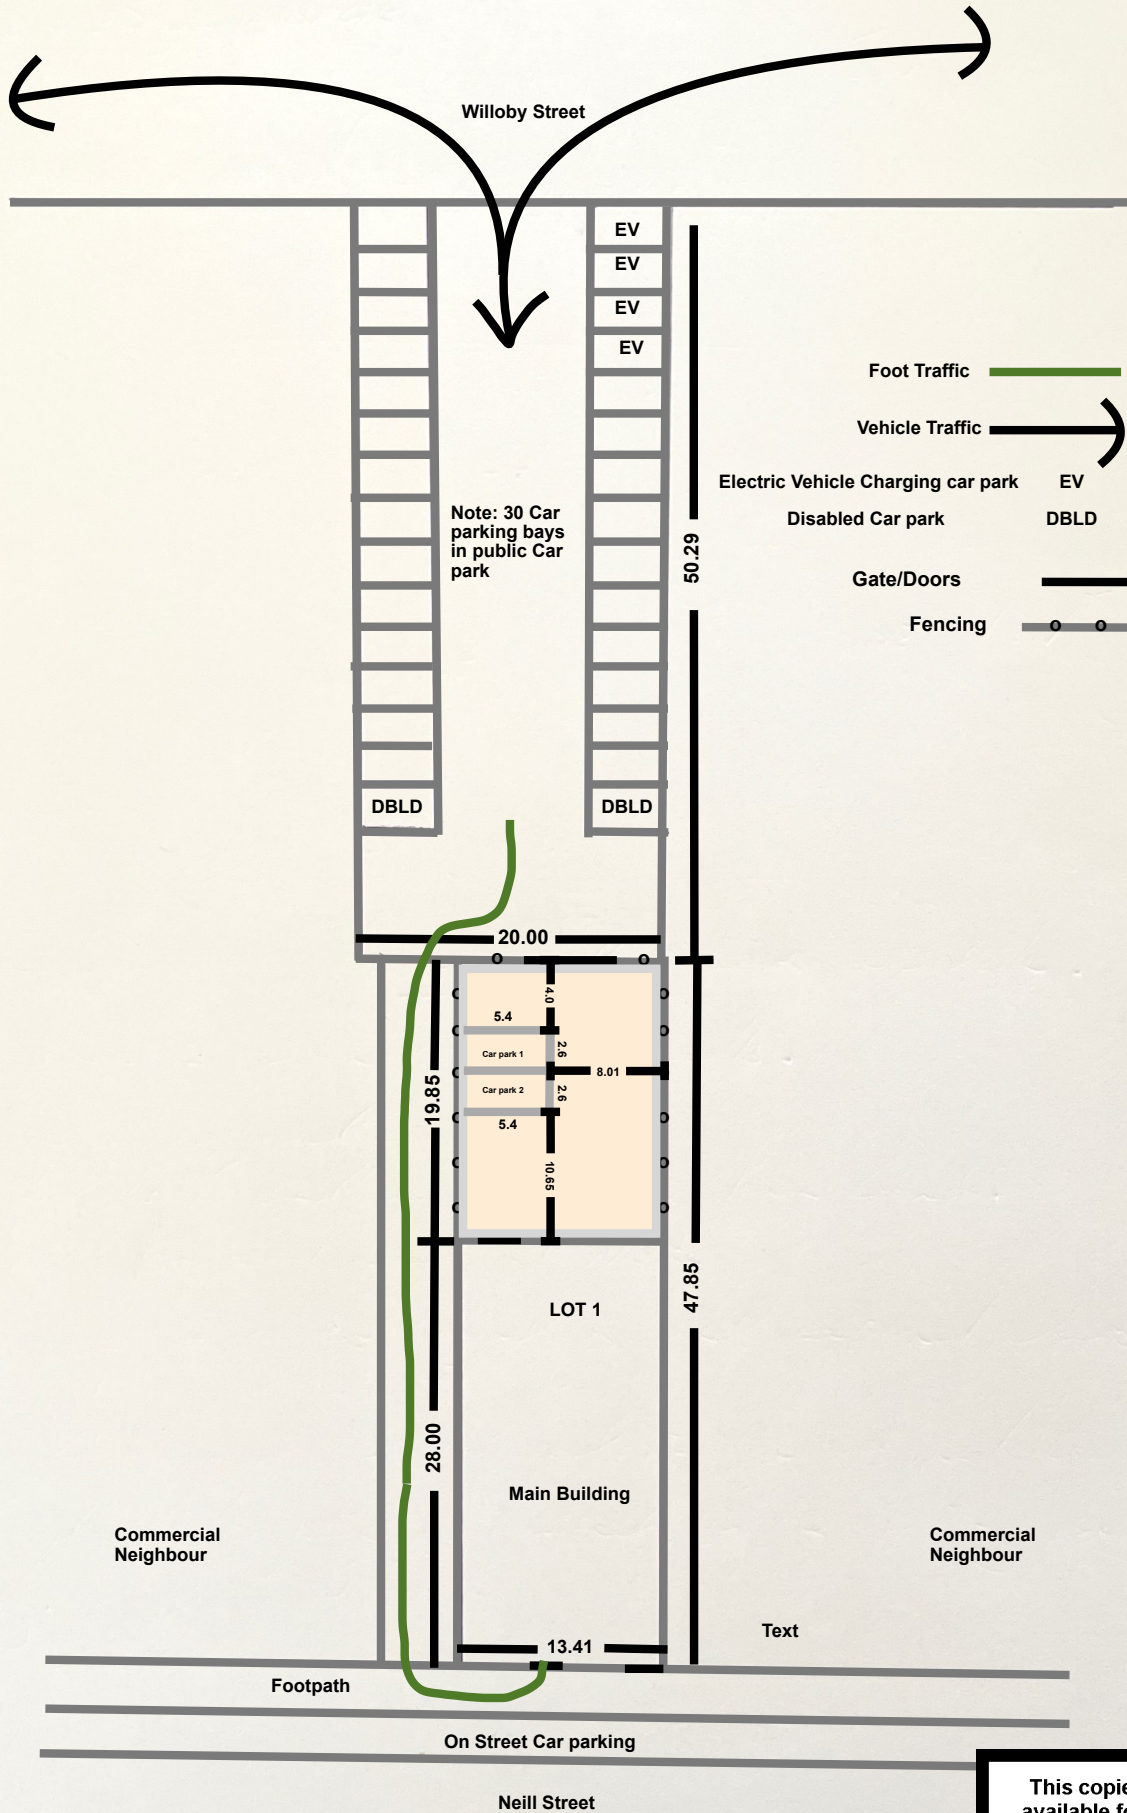 Willoby Street
EV
EV
EV
EV
Foot Traffic
Vehicle Traffic
Electric Vehicle Charging car park EV
Disabled Car park DBLD
Gate/Doors
Fencing o o
Note: 30 Car
parking bays
in public Car
park
50.29
DBLD DBLD
20.00
o o
4.0
5.4
2.6
Car park 1
8.01
Car park 2
2.6
5.4
19.85
10.65
47.85
LOT 1
28.00
Main Building
Commercial
Neighbour
Commercial
Neighbour
Text
13.41
Footpath
On Street Car parking
Neill Street
This copie
available f